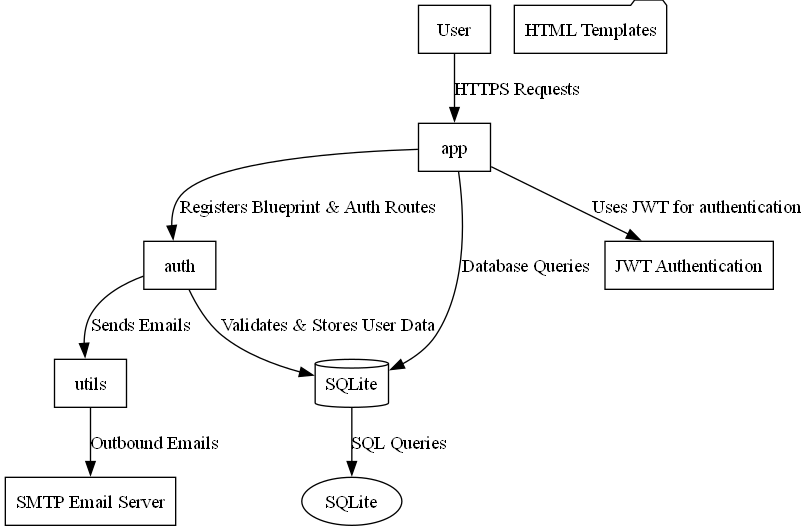 User
HTML Templates
HTTPS Requests
app
Registers Blueprint & Auth Routes
Uses JWT for authentication
auth
Database Queries
JWT Authentication
Sends Emails
Validates & Stores User Data
utils
SQLite
Outbound Emails
SQL Queries
SMTP Email Server
SQLite